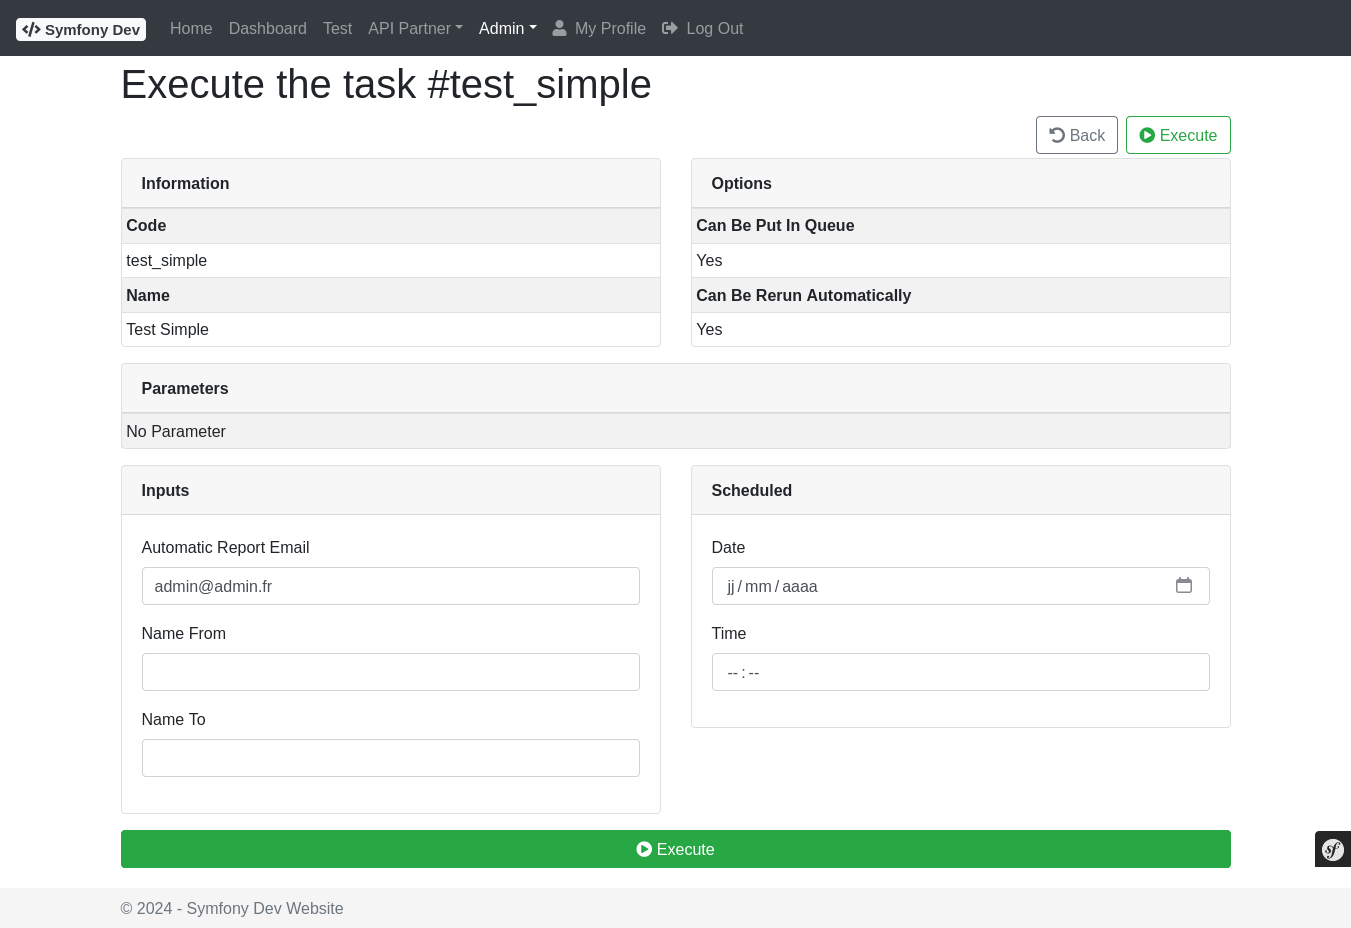 Symfony Dev Home Dashboard Test API Partner Admin My Profile Log Out
Execute the task #test_simple
Back Execute
Information
Code
test_simple
Name
Test Simple
Options
Can Be Put In Queue
Yes
Can Be Rerun Automatically
Yes
Parameters
No Parameter
Inputs
Automatic Report Email
admin@admin.fr
Name From
Name To
Scheduled
Date
jj/mm/aaaa
Time
--:--
Execute
sf
© 2024 - Symfony Dev Website